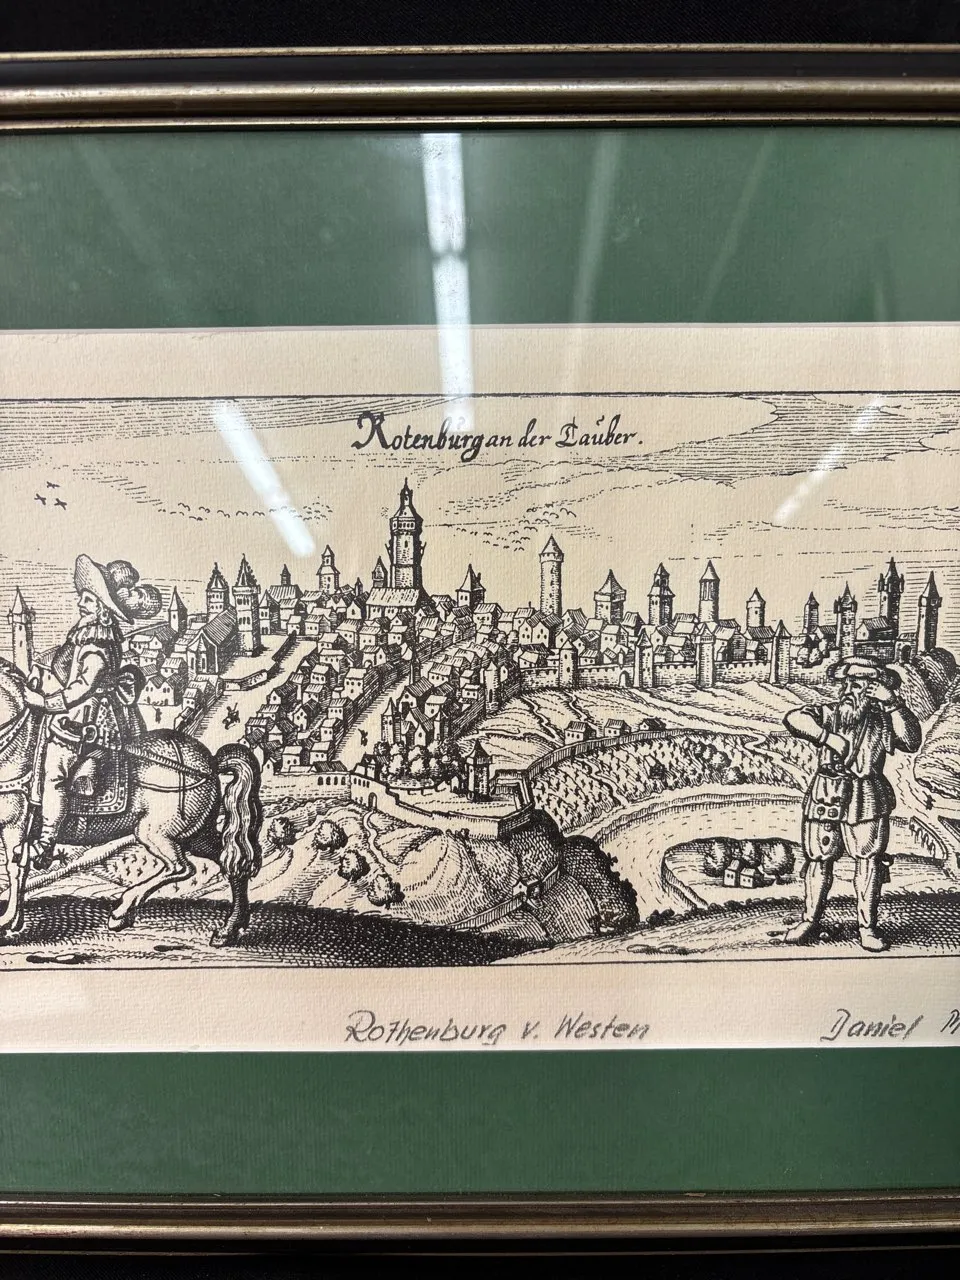 Rotenburg an der Tauber.
Rothenburg v. Westen
Daniel M